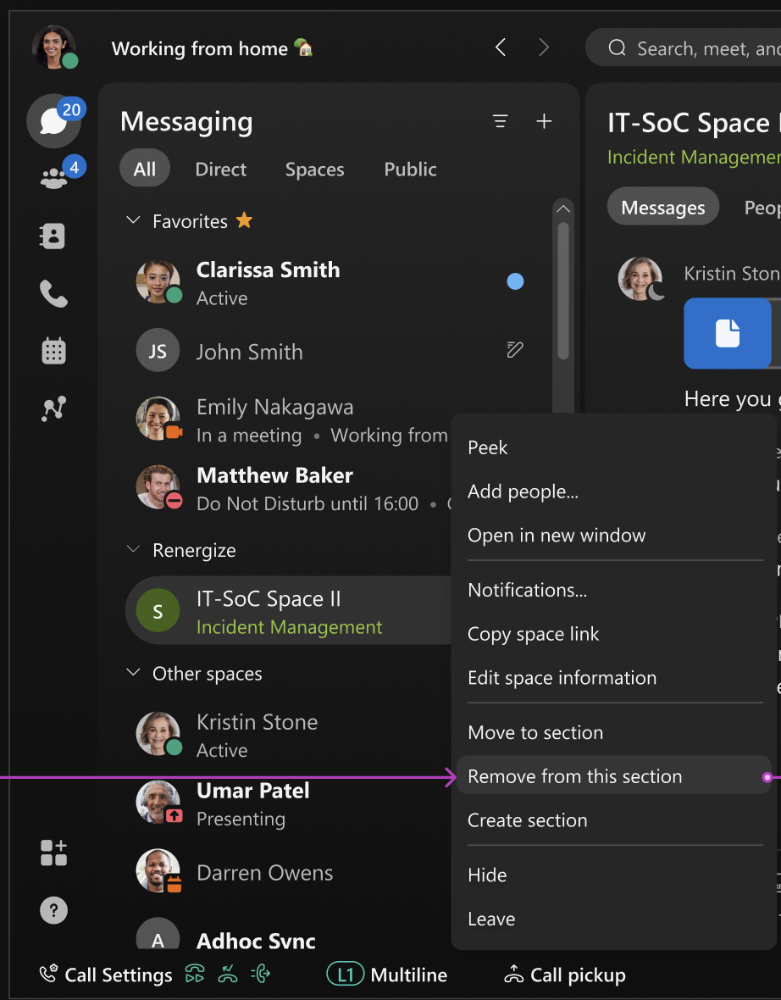 Working from home
Search, meet, and
20
4
Messaging
All
Direct
Spaces
Public
Favorites
Clarissa Smith
Active
JS
John Smith
Emily Nakagawa
In a meeting • Working from
Matthew Baker
Do Not Disturb until 16:00 •
Renergize
S
IT-SoC Space II
Incident Management
Other spaces
Kristin Stone
Active
Umar Patel
Presenting
Darren Owens
A
Adhoc Sync
IT-SoC Space
Incident Management
Messages
Peop
Kristin Ston
Here you
Peek
Add people...
Open in new window
Notifications...
Copy space link
Edit space information
Move to section
Remove from this section
Create section
Hide
Leave
?
Call Settings
L1 Multiline
Call pickup